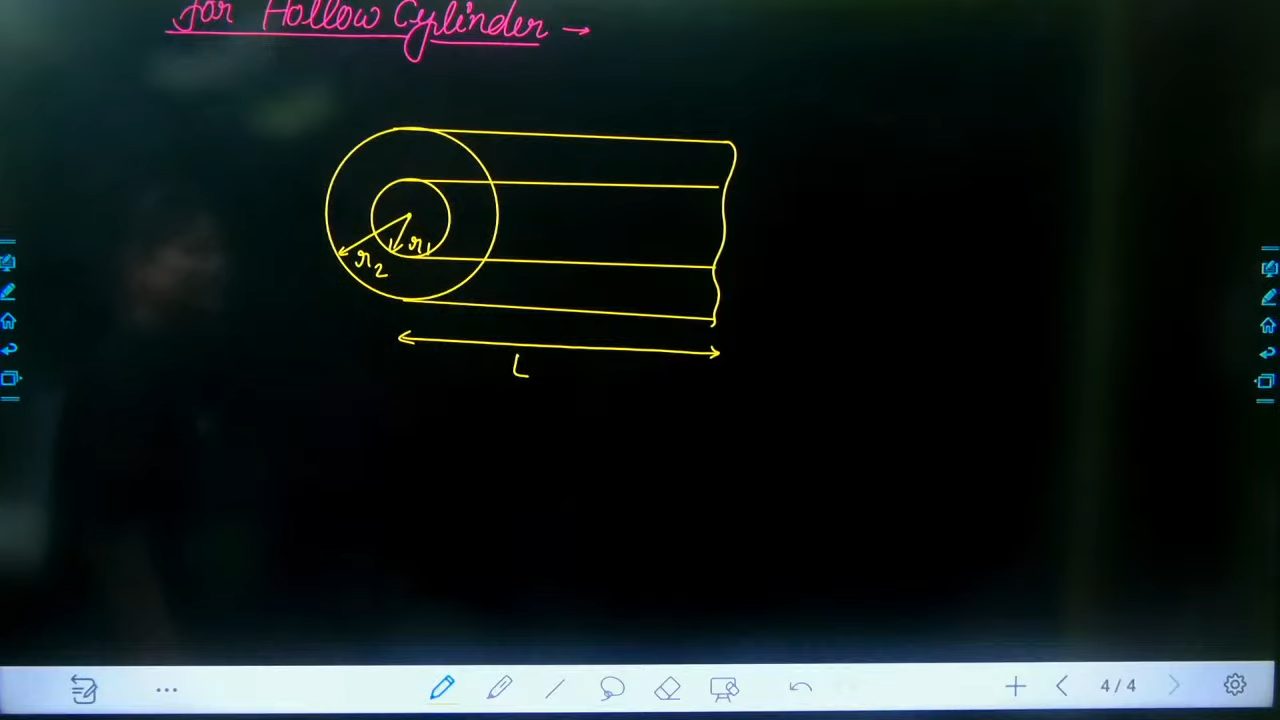 for Hollow Cylinder →
r1
r2
L
4/4